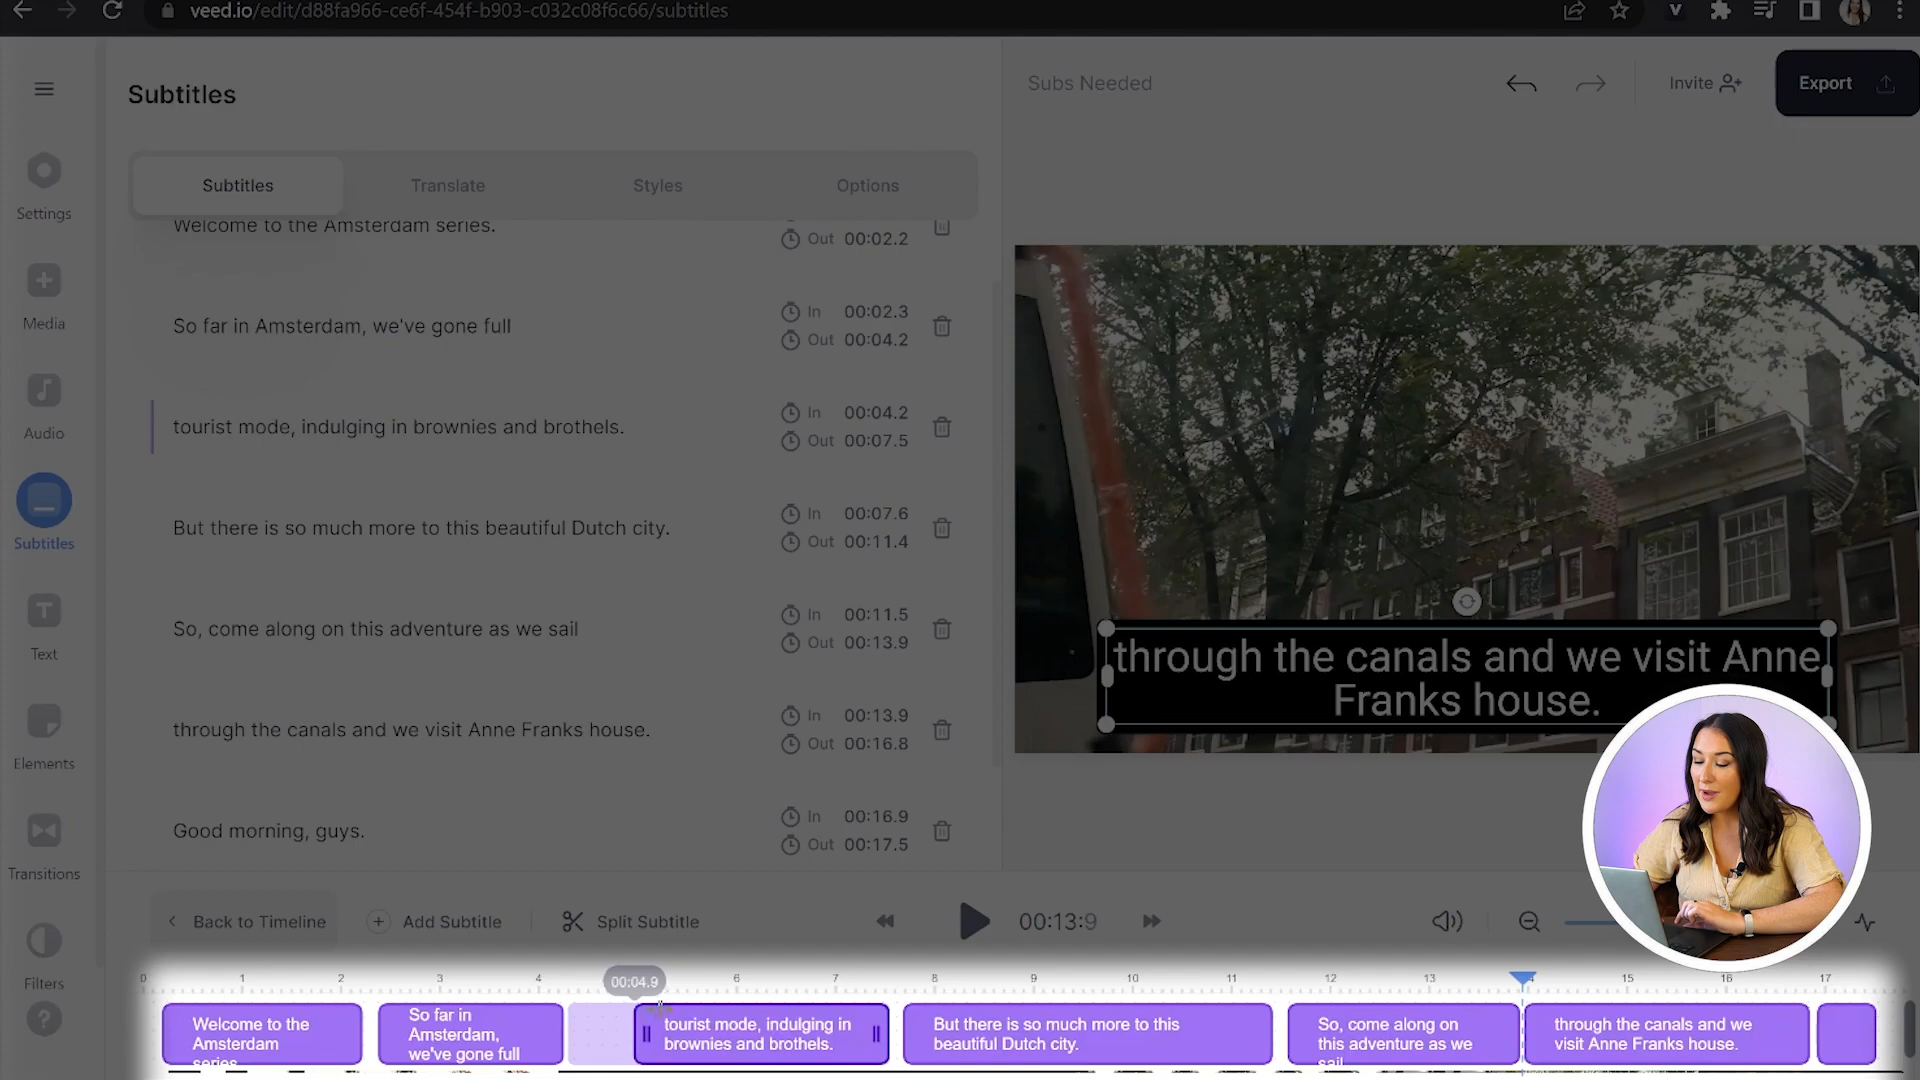 veed.io/edit/d88fa966-ce6f-454f-b903-c032c08f6c66/subtitles
Subtitles
Subs Needed
Invite
Export
Settings
Media
Audio
Subtitles
Text
Elements
Transitions
Filters
Subtitles Translate Styles Options
Welcome to the Amsterdam series.
Out 00:02.2
So far in Amsterdam, we've gone full
In 00:02.3
Out 00:04.2
tourist mode, indulging in brownies and brothels.
In 00:04.2
Out 00:07.5
But there is so much more to this beautiful Dutch city.
In 00:07.6
Out 00:11.4
So, come along on this adventure as we sail
In 00:11.5
Out 00:13.9
through the canals and we visit Anne Franks house.
In 00:13.9
Out 00:16.8
Good morning, guys.
In 00:16.9
Out 00:17.5
through the canals and we visit Anne
Franks house.
Back to Timeline
Add Subtitle
Split Subtitle
00:13:9
0 1 2 3 4 00:04.9 6 7 8 9 10 11 12 13 15 16 17
Welcome to the
Amsterdam
series.
So far in
Amsterdam,
we've gone full
tourist mode, indulging in
brownies and brothels.
But there is so much more to this
beautiful Dutch city.
So, come along on
this adventure as we
sail
through the canals and we
visit Anne Franks house.